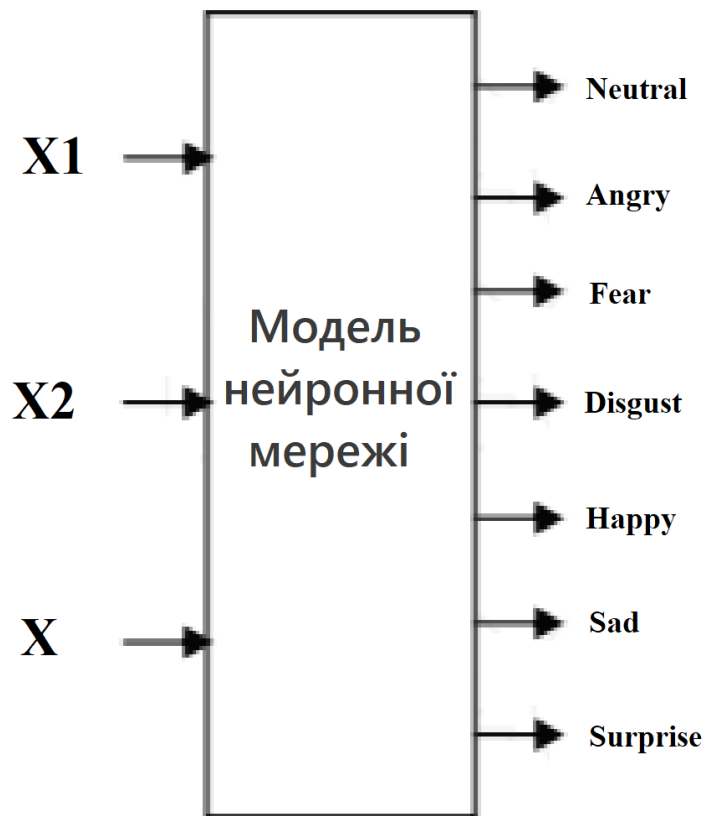 X1
X2
X
Модель
нейронної
мережі
Neutral
Angry
Fear
Disgust
Happy
Sad
Surprise